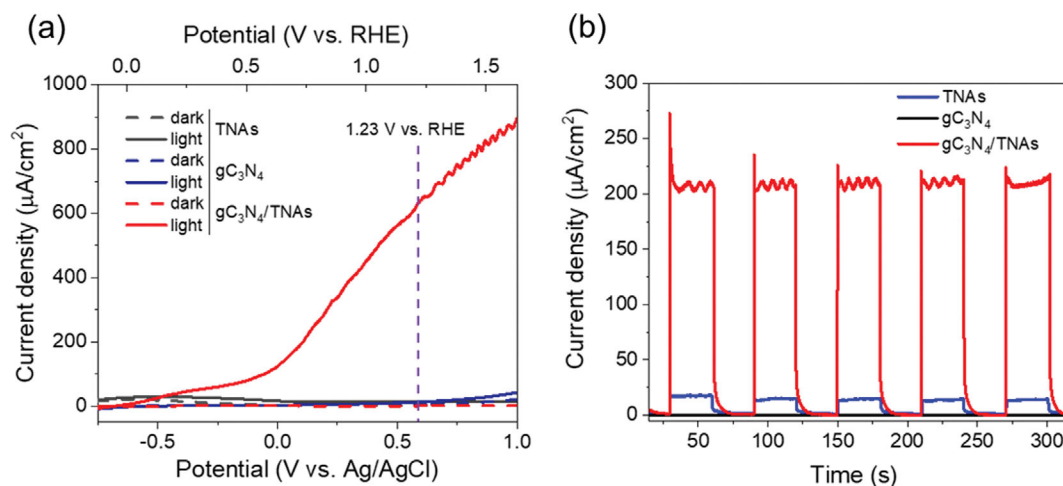 (a)
Potential (V vs. RHE)
0.0 0.5 1.0 1.5
1000
800
600
400
200
0
Current density (μA/cm²)
dark
light
TNAs
dark
light
gC₃N₄
dark
light
gC₃N₄/TNAs
1.23 V vs. RHE
-0.5 0.0 0.5 1.0
Potential (V vs. Ag/AgCl)
(b)
300
250
200
150
100
50
0
Current density (μA/cm²)
TNAs
gC₃N₄
gC₃N₄/TNAs
50 100 150 200 250 300
Time (s)